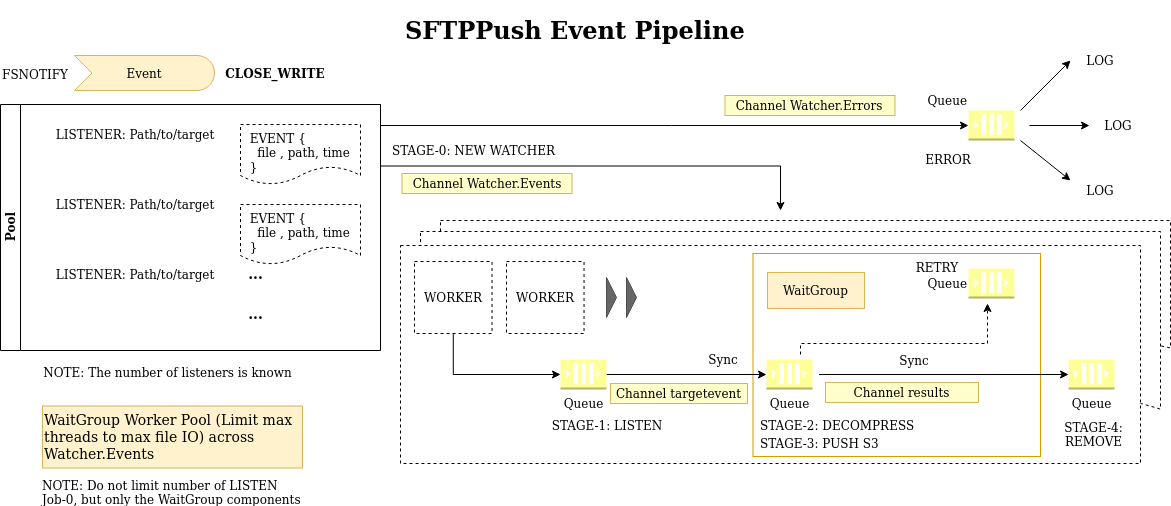 SFTPPush Event Pipeline
FSNOTIFY
Event
CLOSE_WRITE
Pool
LISTENER: Path/to/target
EVENT {
file , path, time
}
LISTENER: Path/to/target
EVENT {
file , path, time
}
LISTENER: Path/to/target
...
...
NOTE: The number of listeners is known
WaitGroup Worker Pool (Limit max
threads to max file IO) across
Watcher.Events
NOTE: Do not limit number of LISTEN
Job-0, but only the WaitGroup components
Channel Watcher.Errors
Queue
ERROR
LOG
LOG
LOG
STAGE-0: NEW WATCHER
Channel Watcher.Events
WORKER
WORKER
Queue
STAGE-1: LISTEN
Sync
Channel targetevent
WaitGroup
RETRY
Queue
Queue
STAGE-2: DECOMPRESS
STAGE-3: PUSH S3
Sync
Channel results
Queue
STAGE-4:
REMOVE